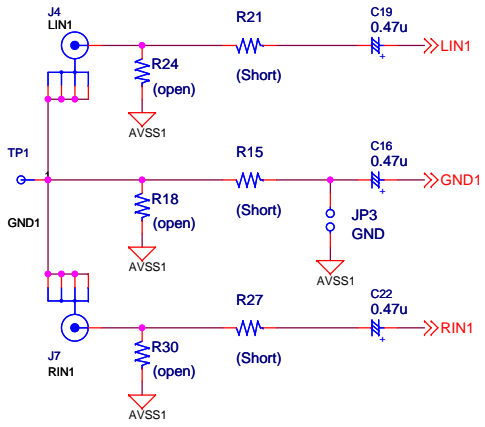 J4
LIN1
R21
C19
0.47u
LIN1
R24
(open)
(Short)
AVSS1
TP1
1
R15
C16
0.47u
GND1
R18
(open)
(Short)
JP3
GND
GND1
AVSS1
AVSS1
R27
C22
0.47u
RIN1
J7
RIN1
R30
(open)
(Short)
AVSS1
+
+
+